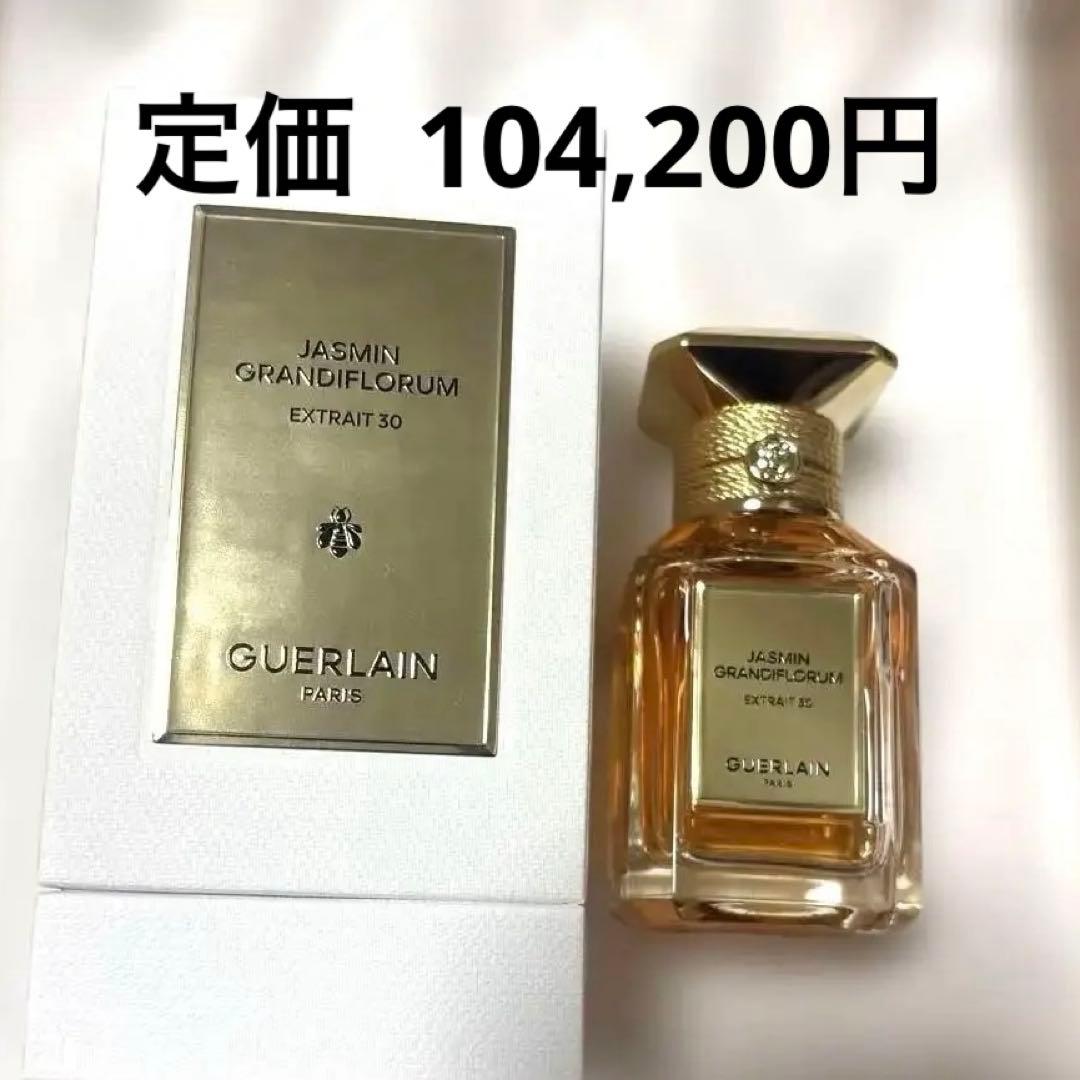 定価 104,200円
JASMIN
GRANDIFLORUM
EXTRAIT 30
GUERLAIN
PARIS
JASMIN
GRANDIFLORUM
EXTRAIT 30
GUERLAIN
PARIS